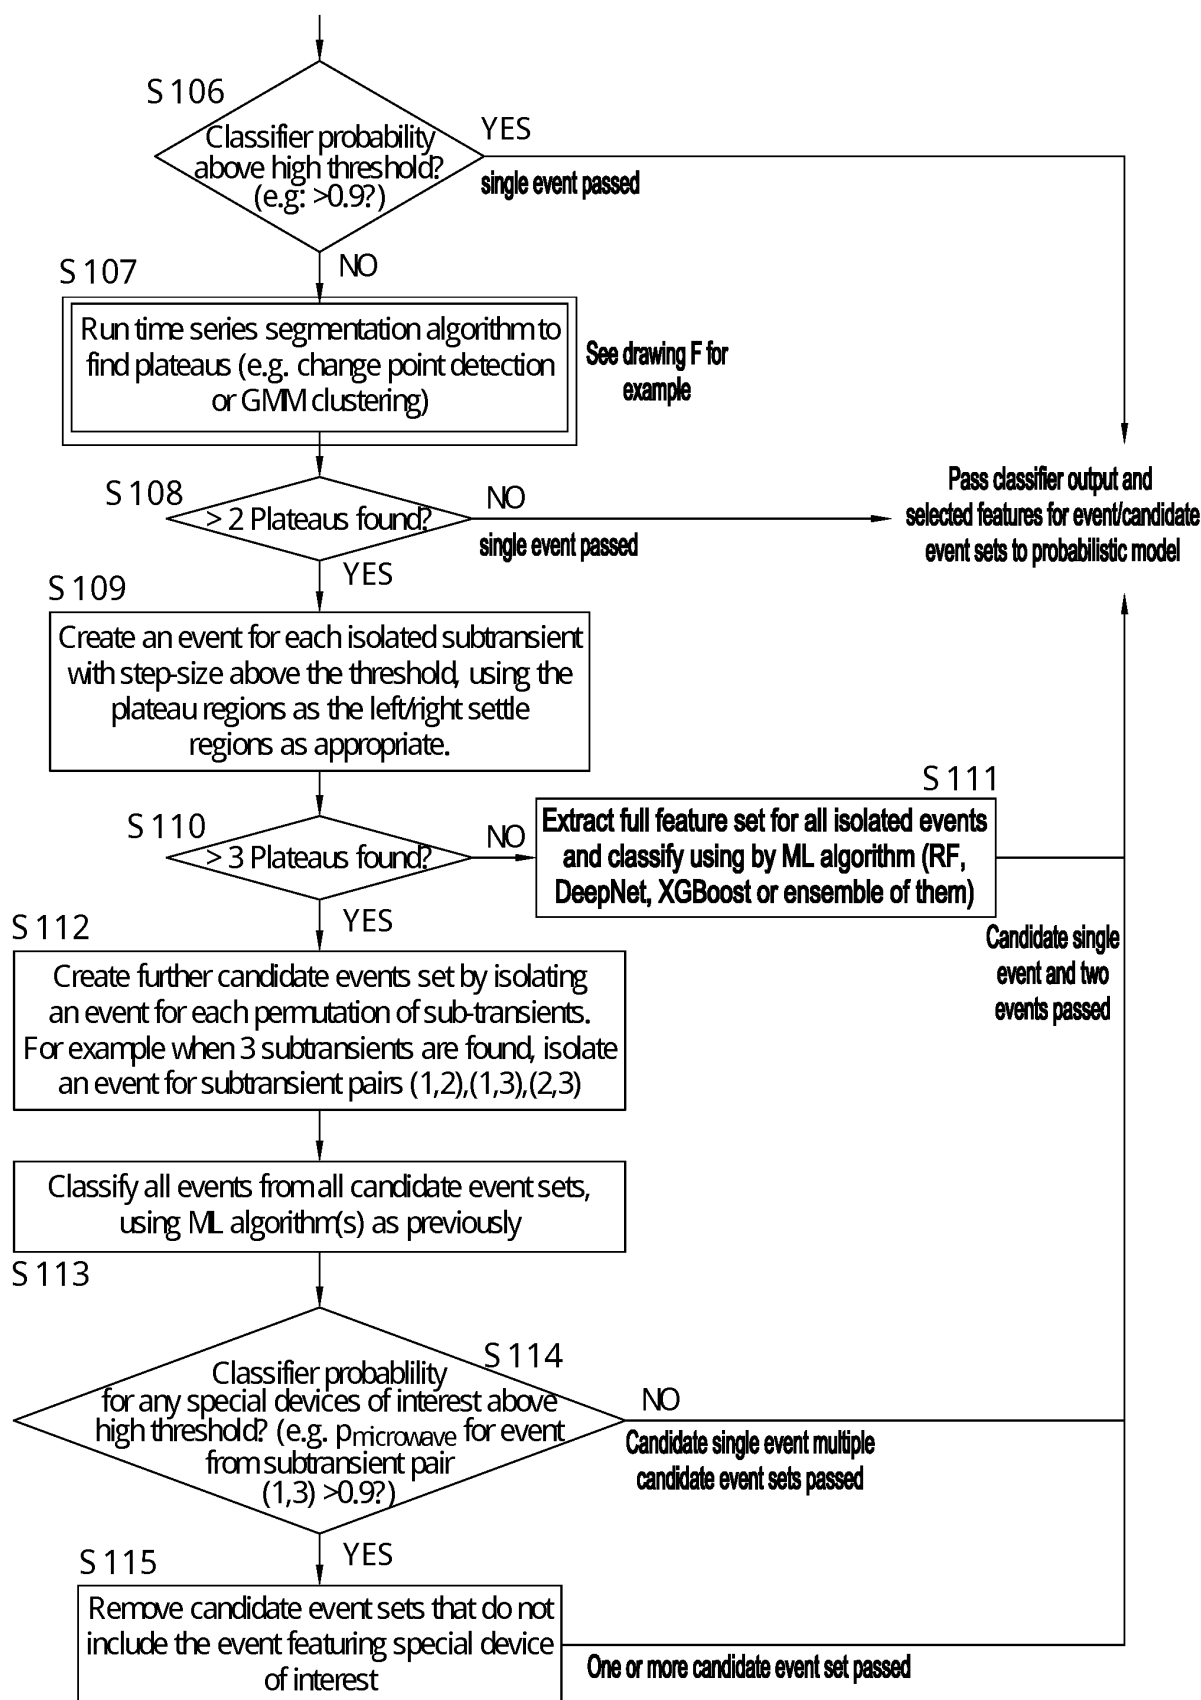 S 106
Classifier probability
above high threshold?
(e.g: >0.9?)
YES
single event passed
NO
S 107
Run time series segmentation algorithm to
find plateaus (e.g. change point detection
or GMM clustering)
See drawing F for
example
S 108
> 2 Plateaus found?
NO
single event passed
YES
Pass classifier output and
selected features for event/candidate
event sets to probabilistic model
S 109
Create an event for each isolated subtransient
with step-size above the threshold, using the
plateau regions as the left/right settle
regions as appropriate.
S 110
> 3 Plateaus found?
NO
YES
S 111
Extract full feature set for all isolated events
and classify using by ML algorithm (RF,
DeepNet, XGBoost or ensemble of them)
Candidate single
event and two
events passed
S 112
Create further candidate events set by isolating
an event for each permutation of sub-transients.
For example when 3 subtransients are found, isolate
an event for subtransient pairs (1,2),(1,3),(2,3)
Classify all events from all candidate event sets,
using ML algorithm(s) as previously
S 113
S 114
Classifier probablility
for any special devices of interest above
high threshold? (e.g. pmicrowave for event
from subtransient pair
(1,3) >0.9?)
NO
Candidate single event multiple
candidate event sets passed
YES
S 115
Remove candidate event sets that do not
include the event featuring special device
of interest
One or more candidate event set passed